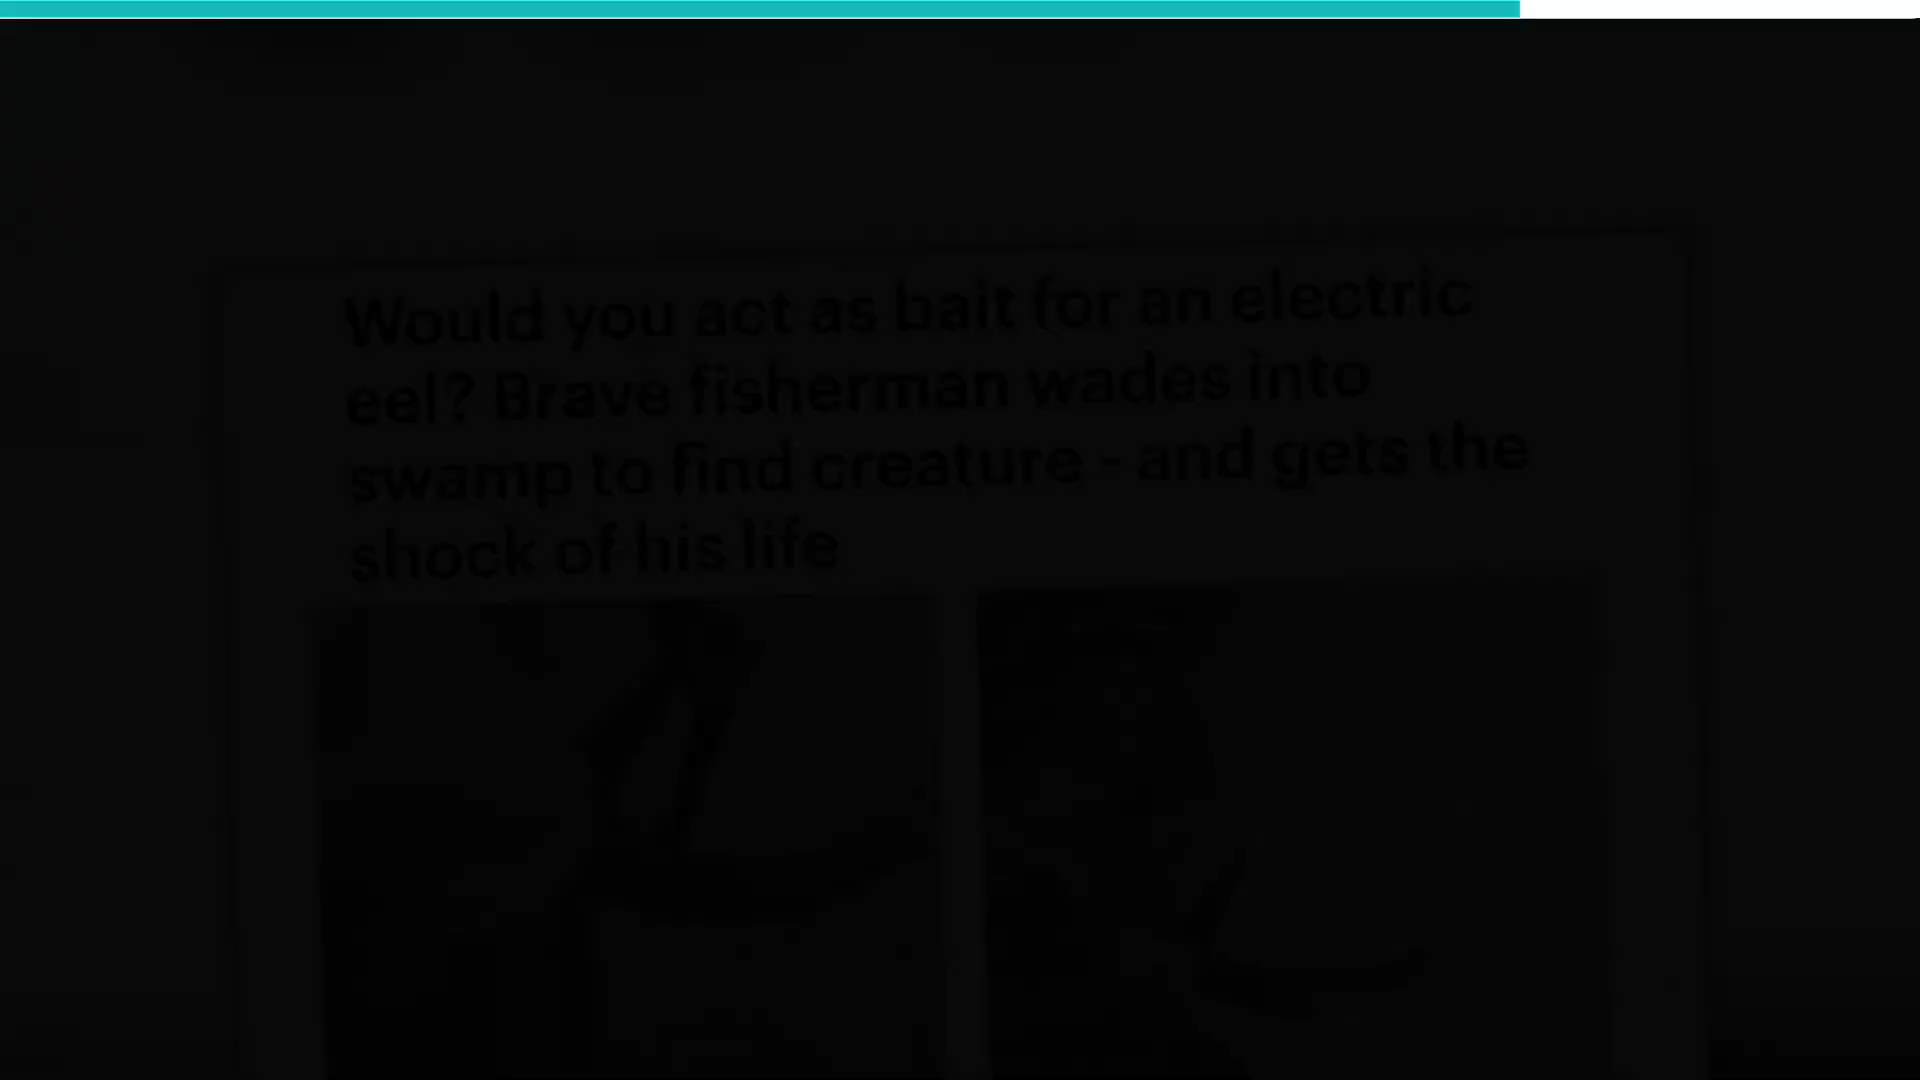 Would you act as bait for an electric
eel? Brave fisherman wades into
swamp to find creature - and gets the
shock of his life